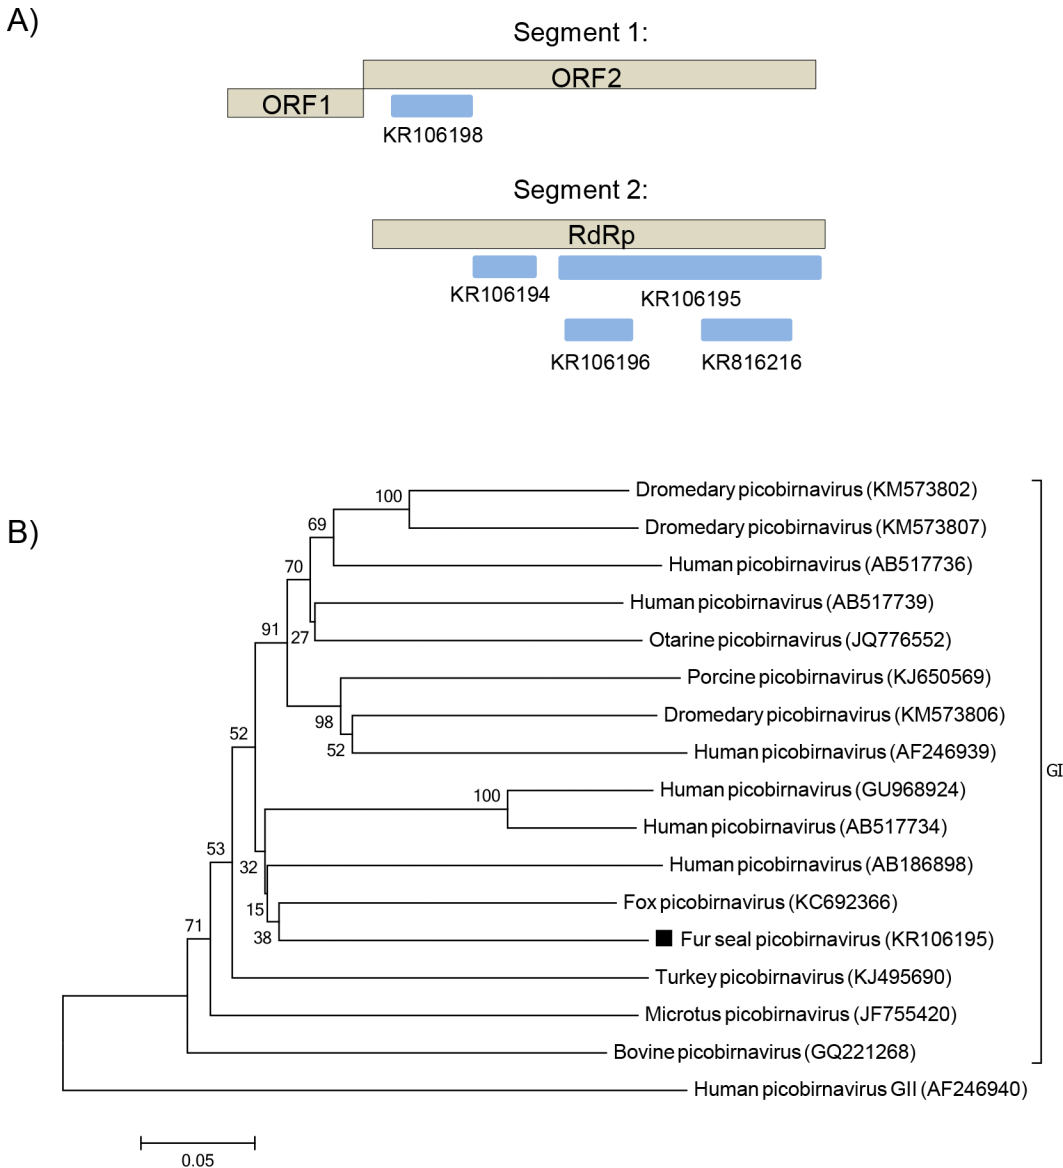 A)
Segment 1:
ORF2
ORF1
KR106198
Segment 2:
RdRp
KR106194
KR106195
KR106196 KR816216
B)
100
Dromedary picobirnavirus (KM573802)
69
Dromedary picobirnavirus (KM573807)
70
Human picobirnavirus (AB517736)
91
27
Human picobirnavirus (AB517739)
Otarine picobirnavirus (JQ776552)
Porcine picobirnavirus (KJ650569)
98
Dromedary picobirnavirus (KM573806)
52
52
Human picobirnavirus (AF246939)
GI
100
Human picobirnavirus (GU968924)
Human picobirnavirus (AB517734)
53
32
Human picobirnavirus (AB186898)
15
Fox picobirnavirus (KC692366)
71
38
Fur seal picobirnavirus (KR106195)
Turkey picobirnavirus (KJ495690)
Microtus picobirnavirus (JF755420)
Bovine picobirnavirus (GQ221268)
Human picobirnavirus GII (AF246940)
0.05